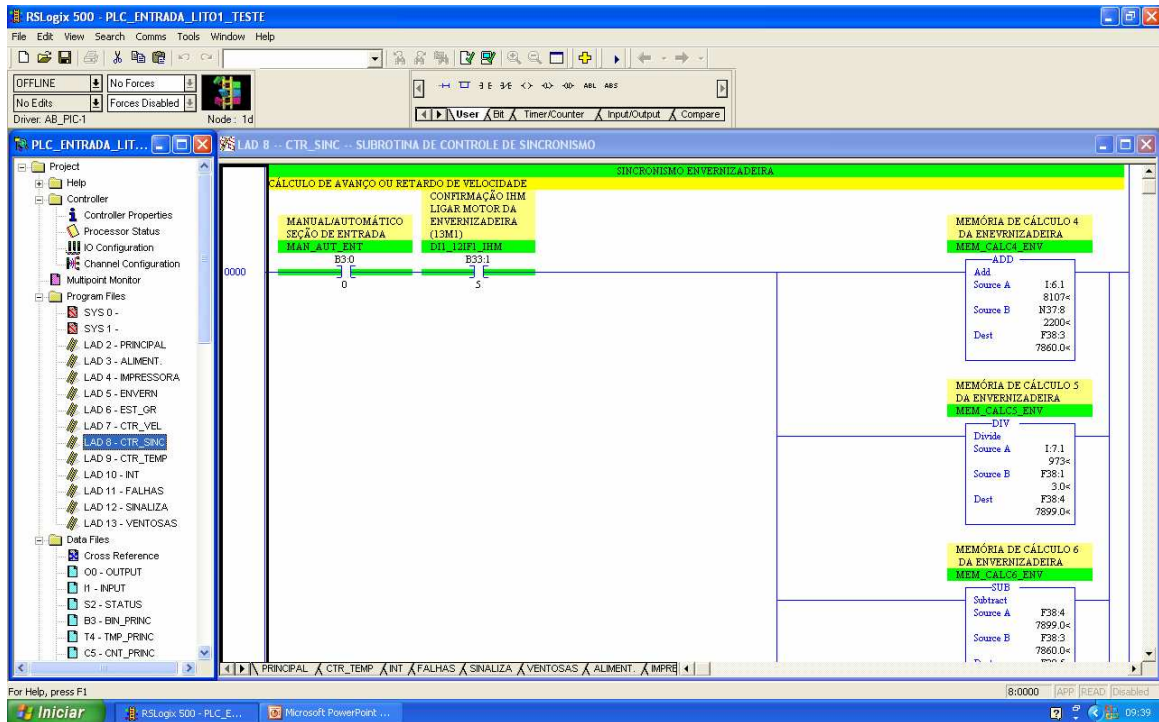 RSLogix 500 - PLC_ENTRADA_LITO1_TESTE
File Edit View Search Comms Tools Window Help
OFFLINE No Forces
No Edits Forces Disabled
Driver: AB_PIC-1 Node : 1d
ABL ABS
User Bit Timer/Counter Input/Output Compare
PLC_ENTRADA_LIT...
Project
Help
Controller
Controller Properties
Processor Status
IO Configuration
Channel Configuration
Multipoint Monitor
Program Files
SYS 0 -
SYS 1 -
LAD 2 - PRINCIPAL
LAD 3 - ALIMENT.
LAD 4 - IMPRESSORA
LAD 5 - ENVERN
LAD 6 - EST_GR
LAD 7 - CTR_VEL
LAD 8 - CTR_SINC
LAD 9 - CTR_TEMP
LAD 10 - INT
LAD 11 - FALHAS
LAD 12 - SINALIZA
LAD 13 - VENTOSAS
Data Files
Cross Reference
O0 - OUTPUT
I1 - INPUT
S2 - STATUS
B3 - BIN_PRINC
T4 - TMP_PRINC
C5 - CNT_PRINC
LAD 8 -- CTR_SINC -- SUBROTINA DE CONTROLE DE SINCRONISMO
SINCRONISMO ENVERNIZADEIRA
CÁLCULO DE AVANÇO OU RETARDO DE VELOCIDADE
0000
MANUAL/AUTOMÁTICO
SEÇÃO DE ENTRADA
MAN_AUT_ENT
B3:0
0
CONFIRMAÇÃO IHM
LIGAR MOTOR DA
ENVERNIZADEIRA
(13M1)
DI1_12IF1_IHM
B33:1
5
MEMÓRIA DE CÁLCULO 4
DA ENEVRNIZADEIRA
MEM_CALC4_ENV
ADD
Add
Source A I:6.1
8107<
Source B N37:8
2200<
Dest F38:3
7860.0<
MEMÓRIA DE CÁLCULO 5
DA ENVERNIZADEIRA
MEM_CALC5_ENV
DIV
Divide
Source A I:7.1
973<
Source B F38:1
3.0<
Dest F38:4
7899.0<
MEMÓRIA DE CÁLCULO 6
DA ENVERNIZADEIRA
MEM_CALC6_ENV
SUB
Subtract
Source A F38:4
7899.0<
Source B F38:3
7860.0<
PRINCIPAL CTR_TEMP INT FALHAS SINALIZA VENTOSAS ALIMENT. IMPRE
For Help, press F1
8:0000 APP READ Disabled
Iniciar RSLogix 500 - PLC_E... Microsoft PowerPoint ... 09:39